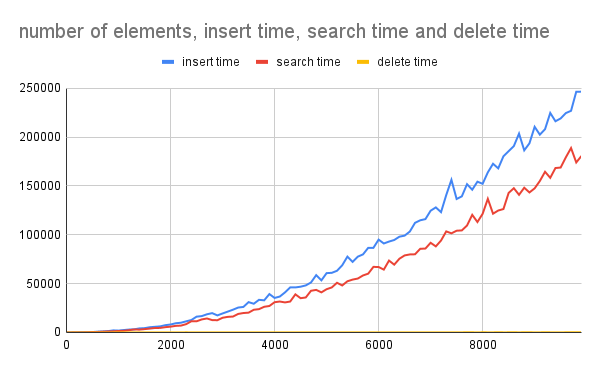 number of elements, insert time, search time and delete time
insert time search time delete time
250000
200000
150000
100000
50000
0
0 2000 4000 6000 8000